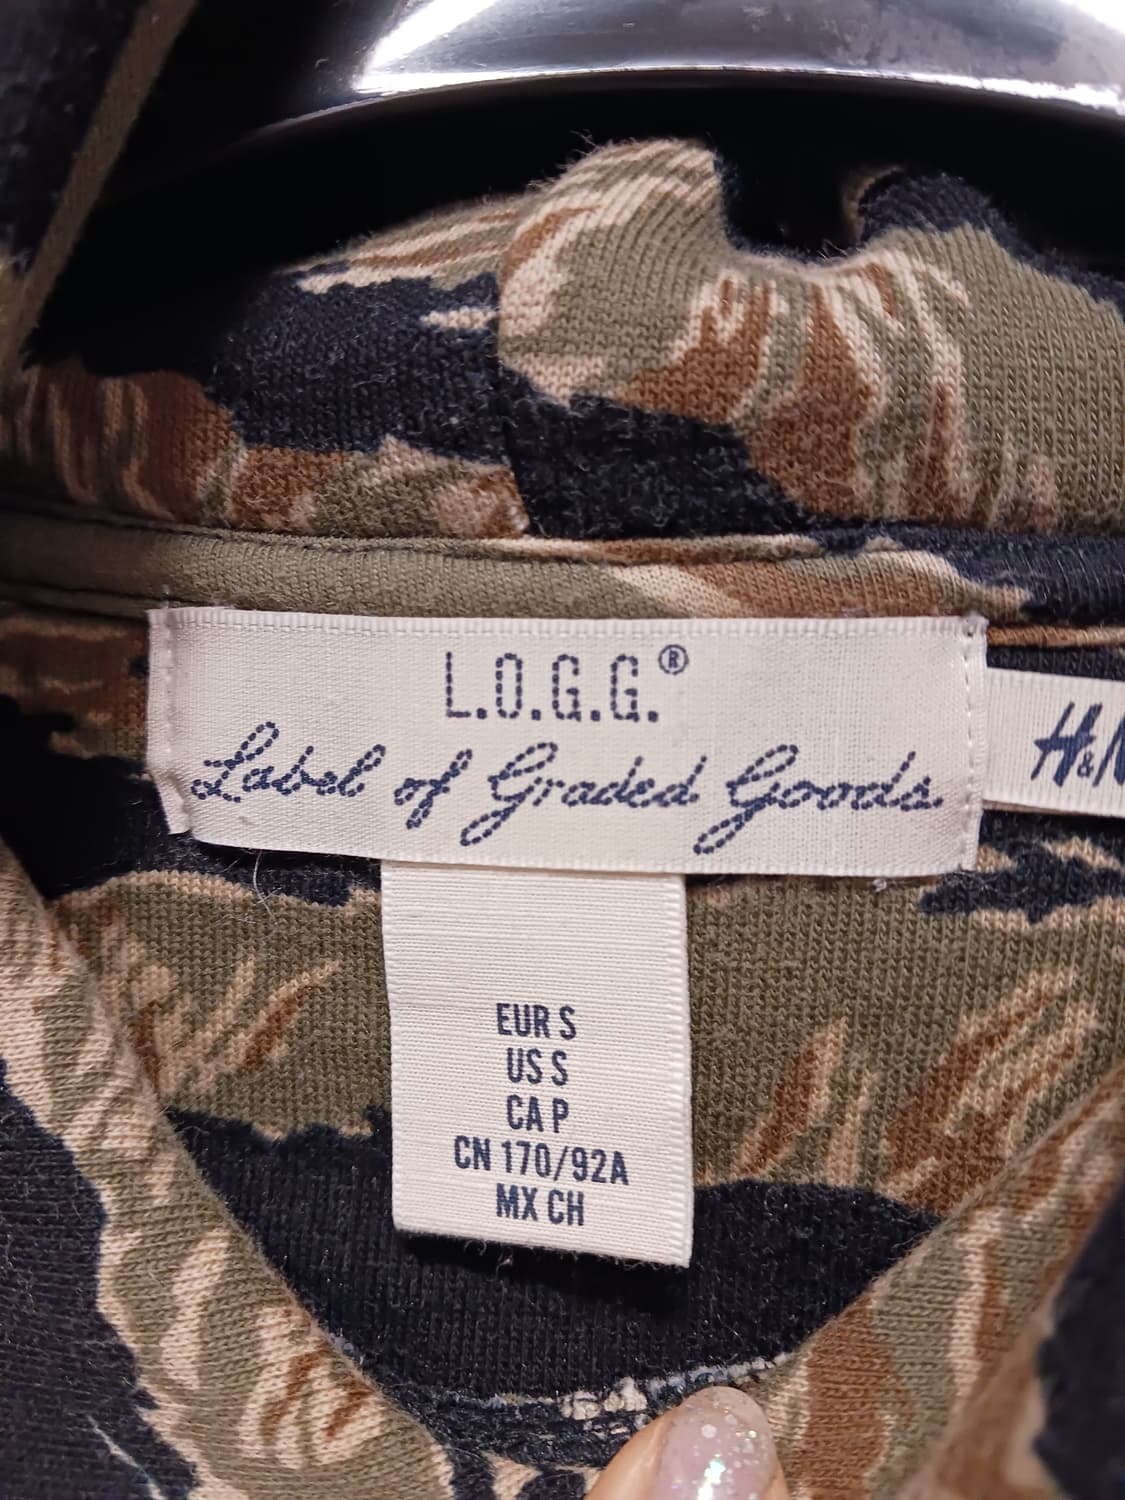 L.O.G.G.®
Label of Graded Goods
H&M
EUR S
US S
CA P
CN 170/92A
MX CH